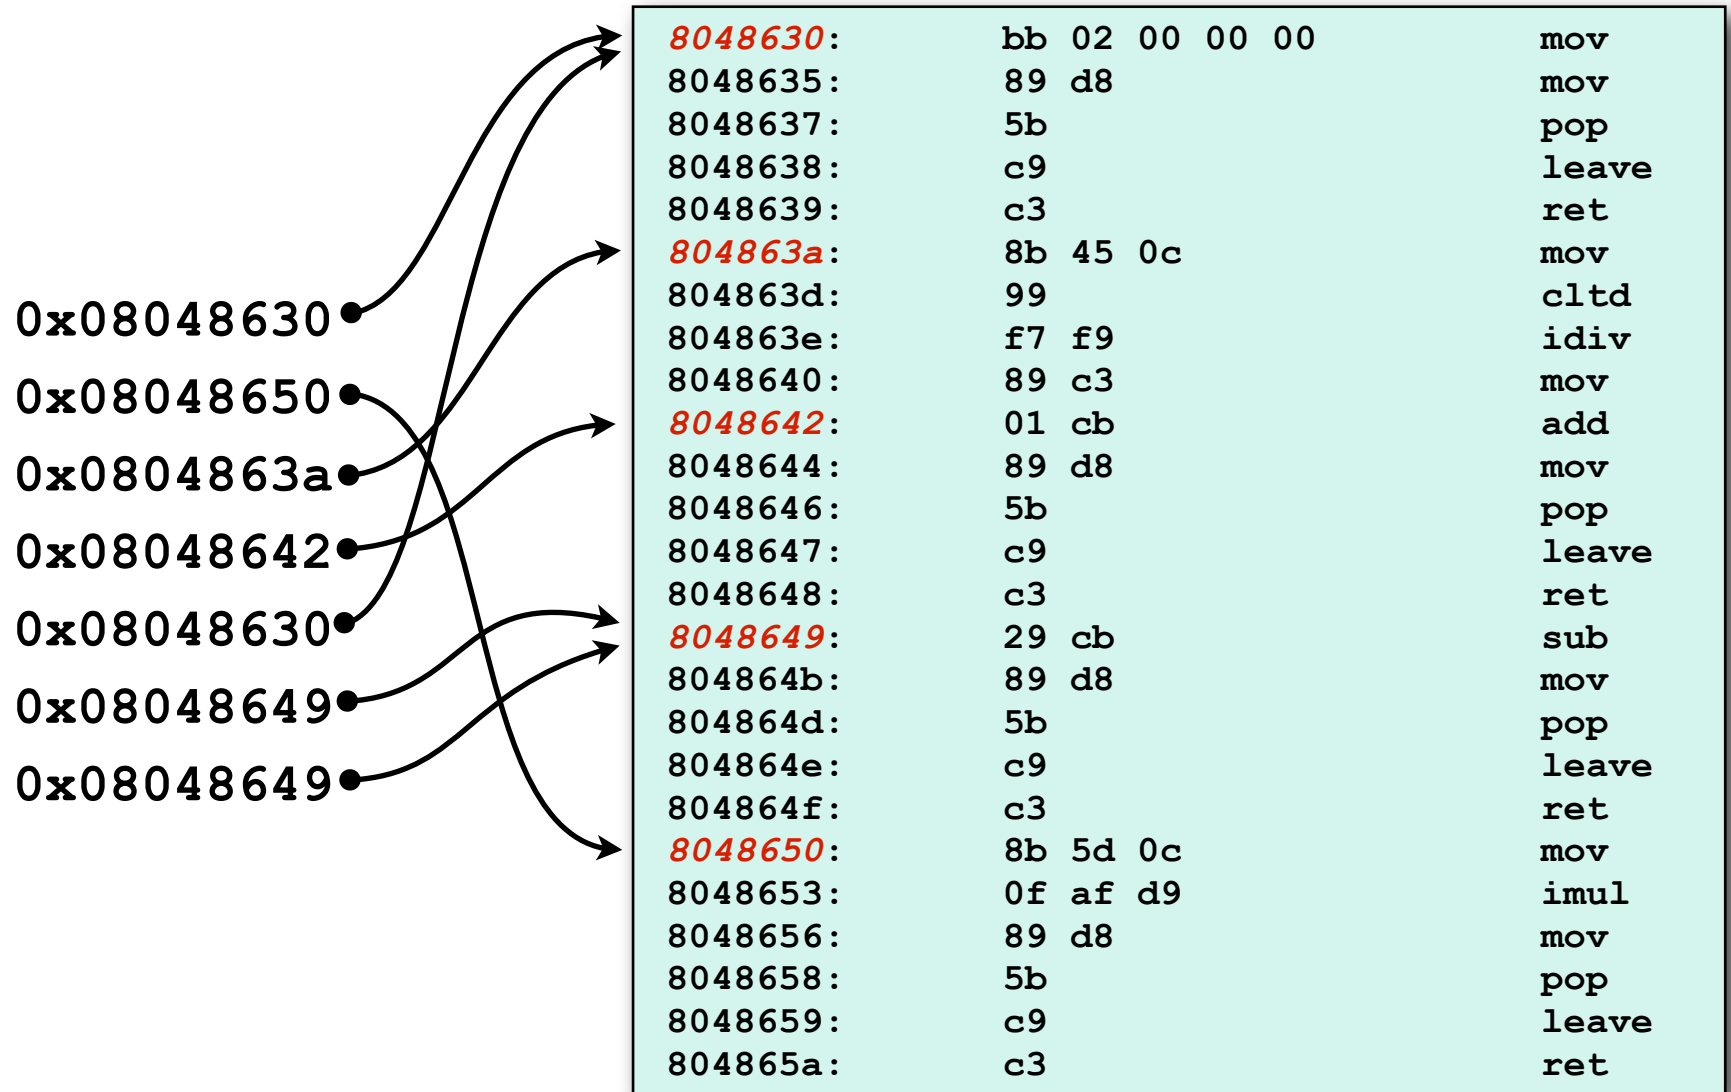 0x08048630
0x08048650
0x0804863a
0x08048642
0x08048630
0x08048649
0x08048649
8048630: bb 02 00 00 00 mov
8048635: 89 d8 mov
8048637: 5b pop
8048638: c9 leave
8048639: c3 ret
804863a: 8b 45 0c mov
804863d: 99 cltd
804863e: f7 f9 idiv
8048640: 89 c3 mov
8048642: 01 cb add
8048644: 89 d8 mov
8048646: 5b pop
8048647: c9 leave
8048648: c3 ret
8048649: 29 cb sub
804864b: 89 d8 mov
804864d: 5b pop
804864e: c9 leave
804864f: c3 ret
8048650: 8b 5d 0c mov
8048653: 0f af d9 imul
8048656: 89 d8 mov
8048658: 5b pop
8048659: c9 leave
804865a: c3 ret